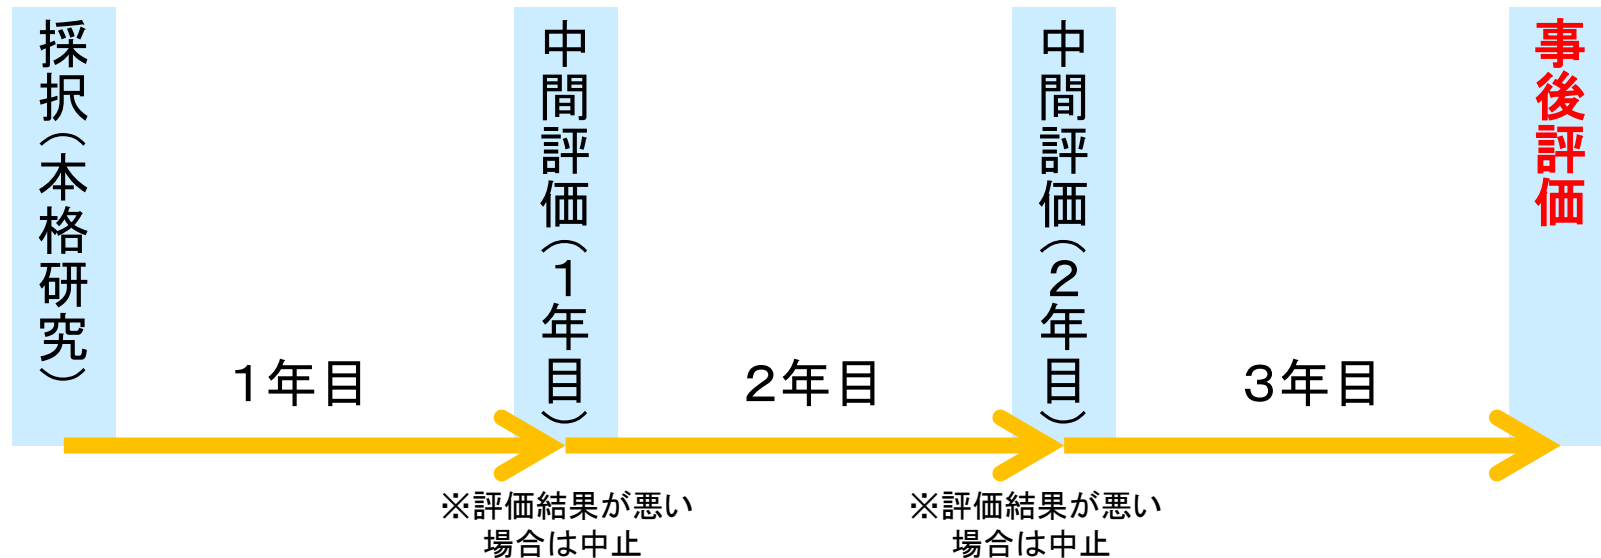 採択（本格研究）
中間評価（１年目）
中間評価（２年目）
事後評価
１年目
２年目
３年目
※評価結果が悪い
場合は中止
※評価結果が悪い
場合は中止